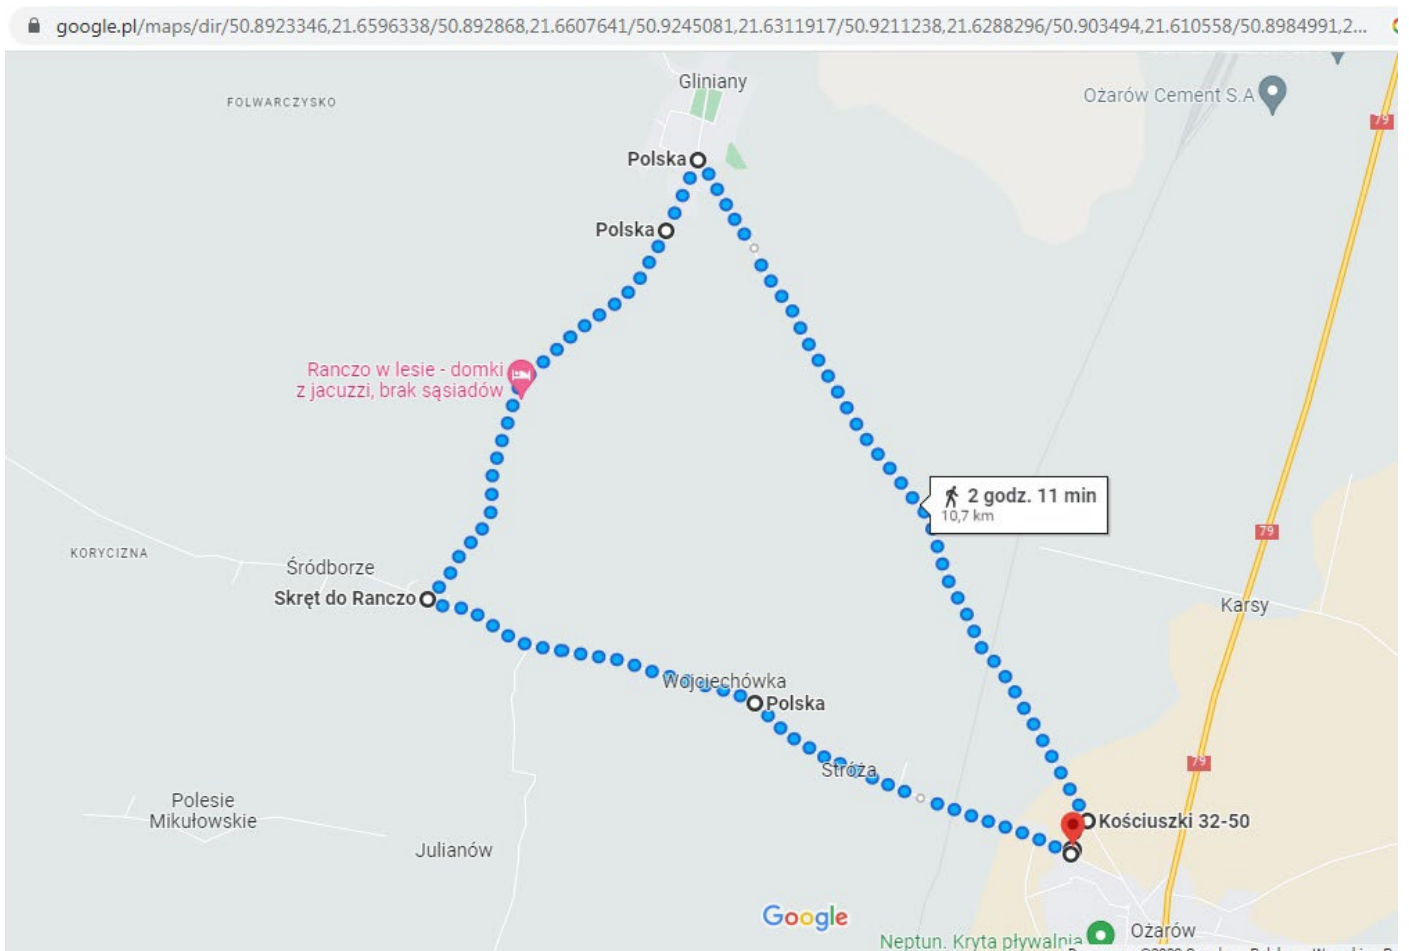 google.pl/maps/dir/50.8923346,21.6596338/50.892868,21.6607641/50.9245081,21.6311917/50.9211238,21.6288296/50.903494,21.610558/50.8984991,2...
Gliniany
FOLWARCZYSKO
Ożarów Cement S.A
79
Polska
Polska
Ranczo w lesie - domki
z jacuzzi, brak sąsiadów
2 godz. 11 min
10,7 km
79
KORYCIZNA
Śródborze
Skręt do Ranczo
Karsy
Wojciechówka
Polska
79
Stróża
Polesie
Mikułowskie
Kościuszki 32-50
Julianów
Google
Ożarów
Neptun. Kryta pływalnia